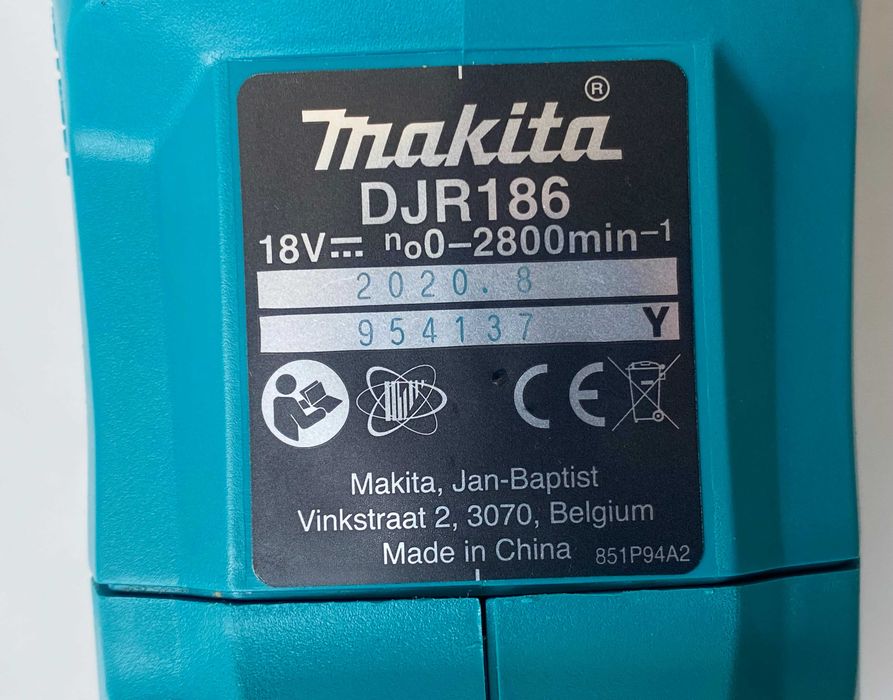 makita®
DJR186
18V⎓ n₀0–2800min⁻¹
2020.8
954137 Y
CE
Makita, Jan-Baptist
Vinkstraat 2, 3070, Belgium
Made in China 851P94A2